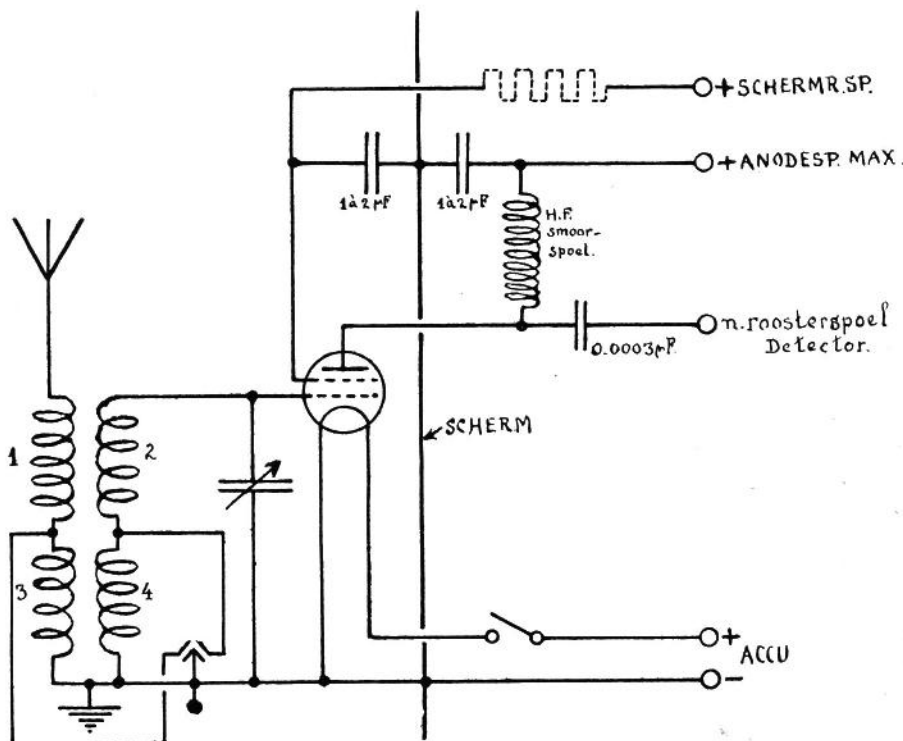 +SCHERMR.SP.
+ANODESP. MAX.
1à2µF
1à2µF
H.F.
smoor-
spoel.
n.roosterspoel
Detector.
0.0003µF.
SCHERM
1
2
3
4
+
ACCU
-